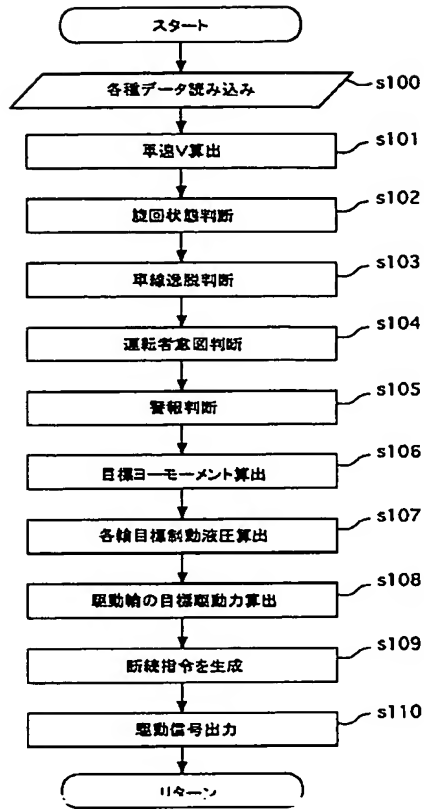 スタート
各種データ読み込み
s100
車速V算出
s101
旋回状態判断
s102
車線逸脱判断
s103
運転者意図判断
s104
警報判断
s105
目標ヨーモーメント算出
s106
各輪目標制動液圧算出
s107
駆動輪の目標駆動力算出
s108
断続指令を生成
s109
駆動信号出力
s110
リターン